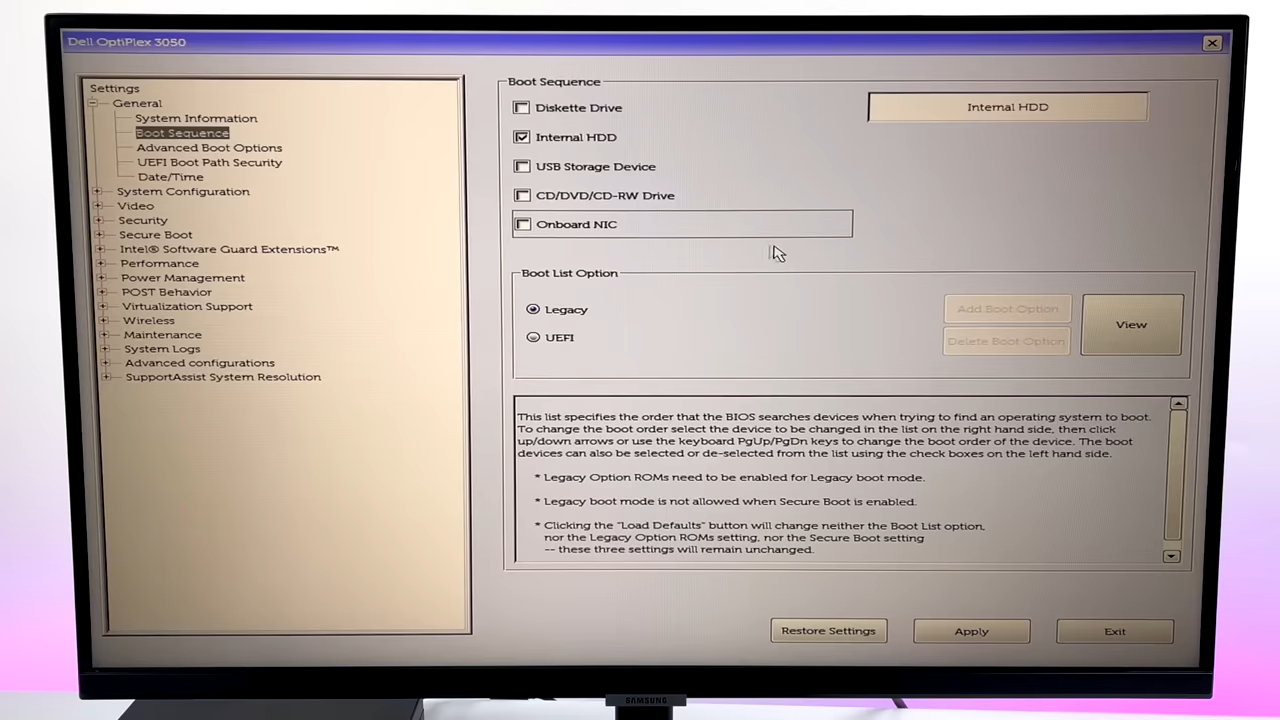 Dell OptiPlex 3050
Settings
General
System Information
Boot Sequence
Advanced Boot Options
UEFI Boot Path Security
Date/Time
System Configuration
Video
Security
Secure Boot
Intel® Software Guard Extensions™
Performance
Power Management
POST Behavior
Virtualization Support
Wireless
Maintenance
System Logs
Advanced configurations
SupportAssist System Resolution
Boot Sequence
Diskette Drive
Internal HDD
USB Storage Device
CD/DVD/CD-RW Drive
Onboard NIC
Internal HDD
Boot List Option
Legacy
UEFI
Add Boot Option
Delete Boot Option
View
This list specifies the order that the BIOS searches devices when trying to find an operating system to boot.
To change the boot order select the device to be changed in the list on the right hand side, then click
up/down arrows or use the keyboard PgUp/PgDn keys to change the boot order of the device. The boot
devices can also be selected or de-selected from the list using the check boxes on the left hand side.
* Legacy Option ROMs need to be enabled for Legacy boot mode.
* Legacy boot mode is not allowed when Secure Boot is enabled.
* Clicking the "Load Defaults" button will change neither the Boot List option,
nor the Legacy Option ROMs setting, nor the Secure Boot setting
-- these three settings will remain unchanged.
Restore Settings
Apply
Exit
SAMSUNG